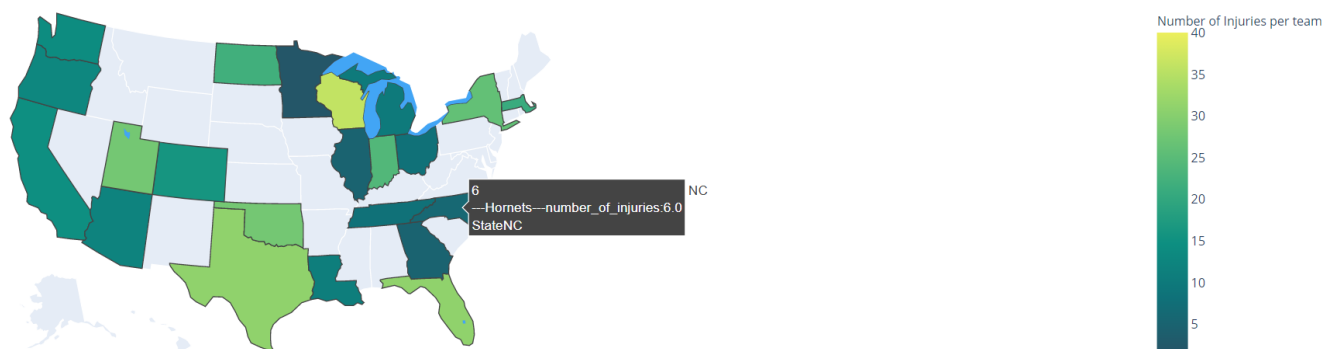 Number of Injuries per team
40
35
30
25
20
15
10
5
6
NC
---Hornets---number_of_injuries:6.0
StateNC